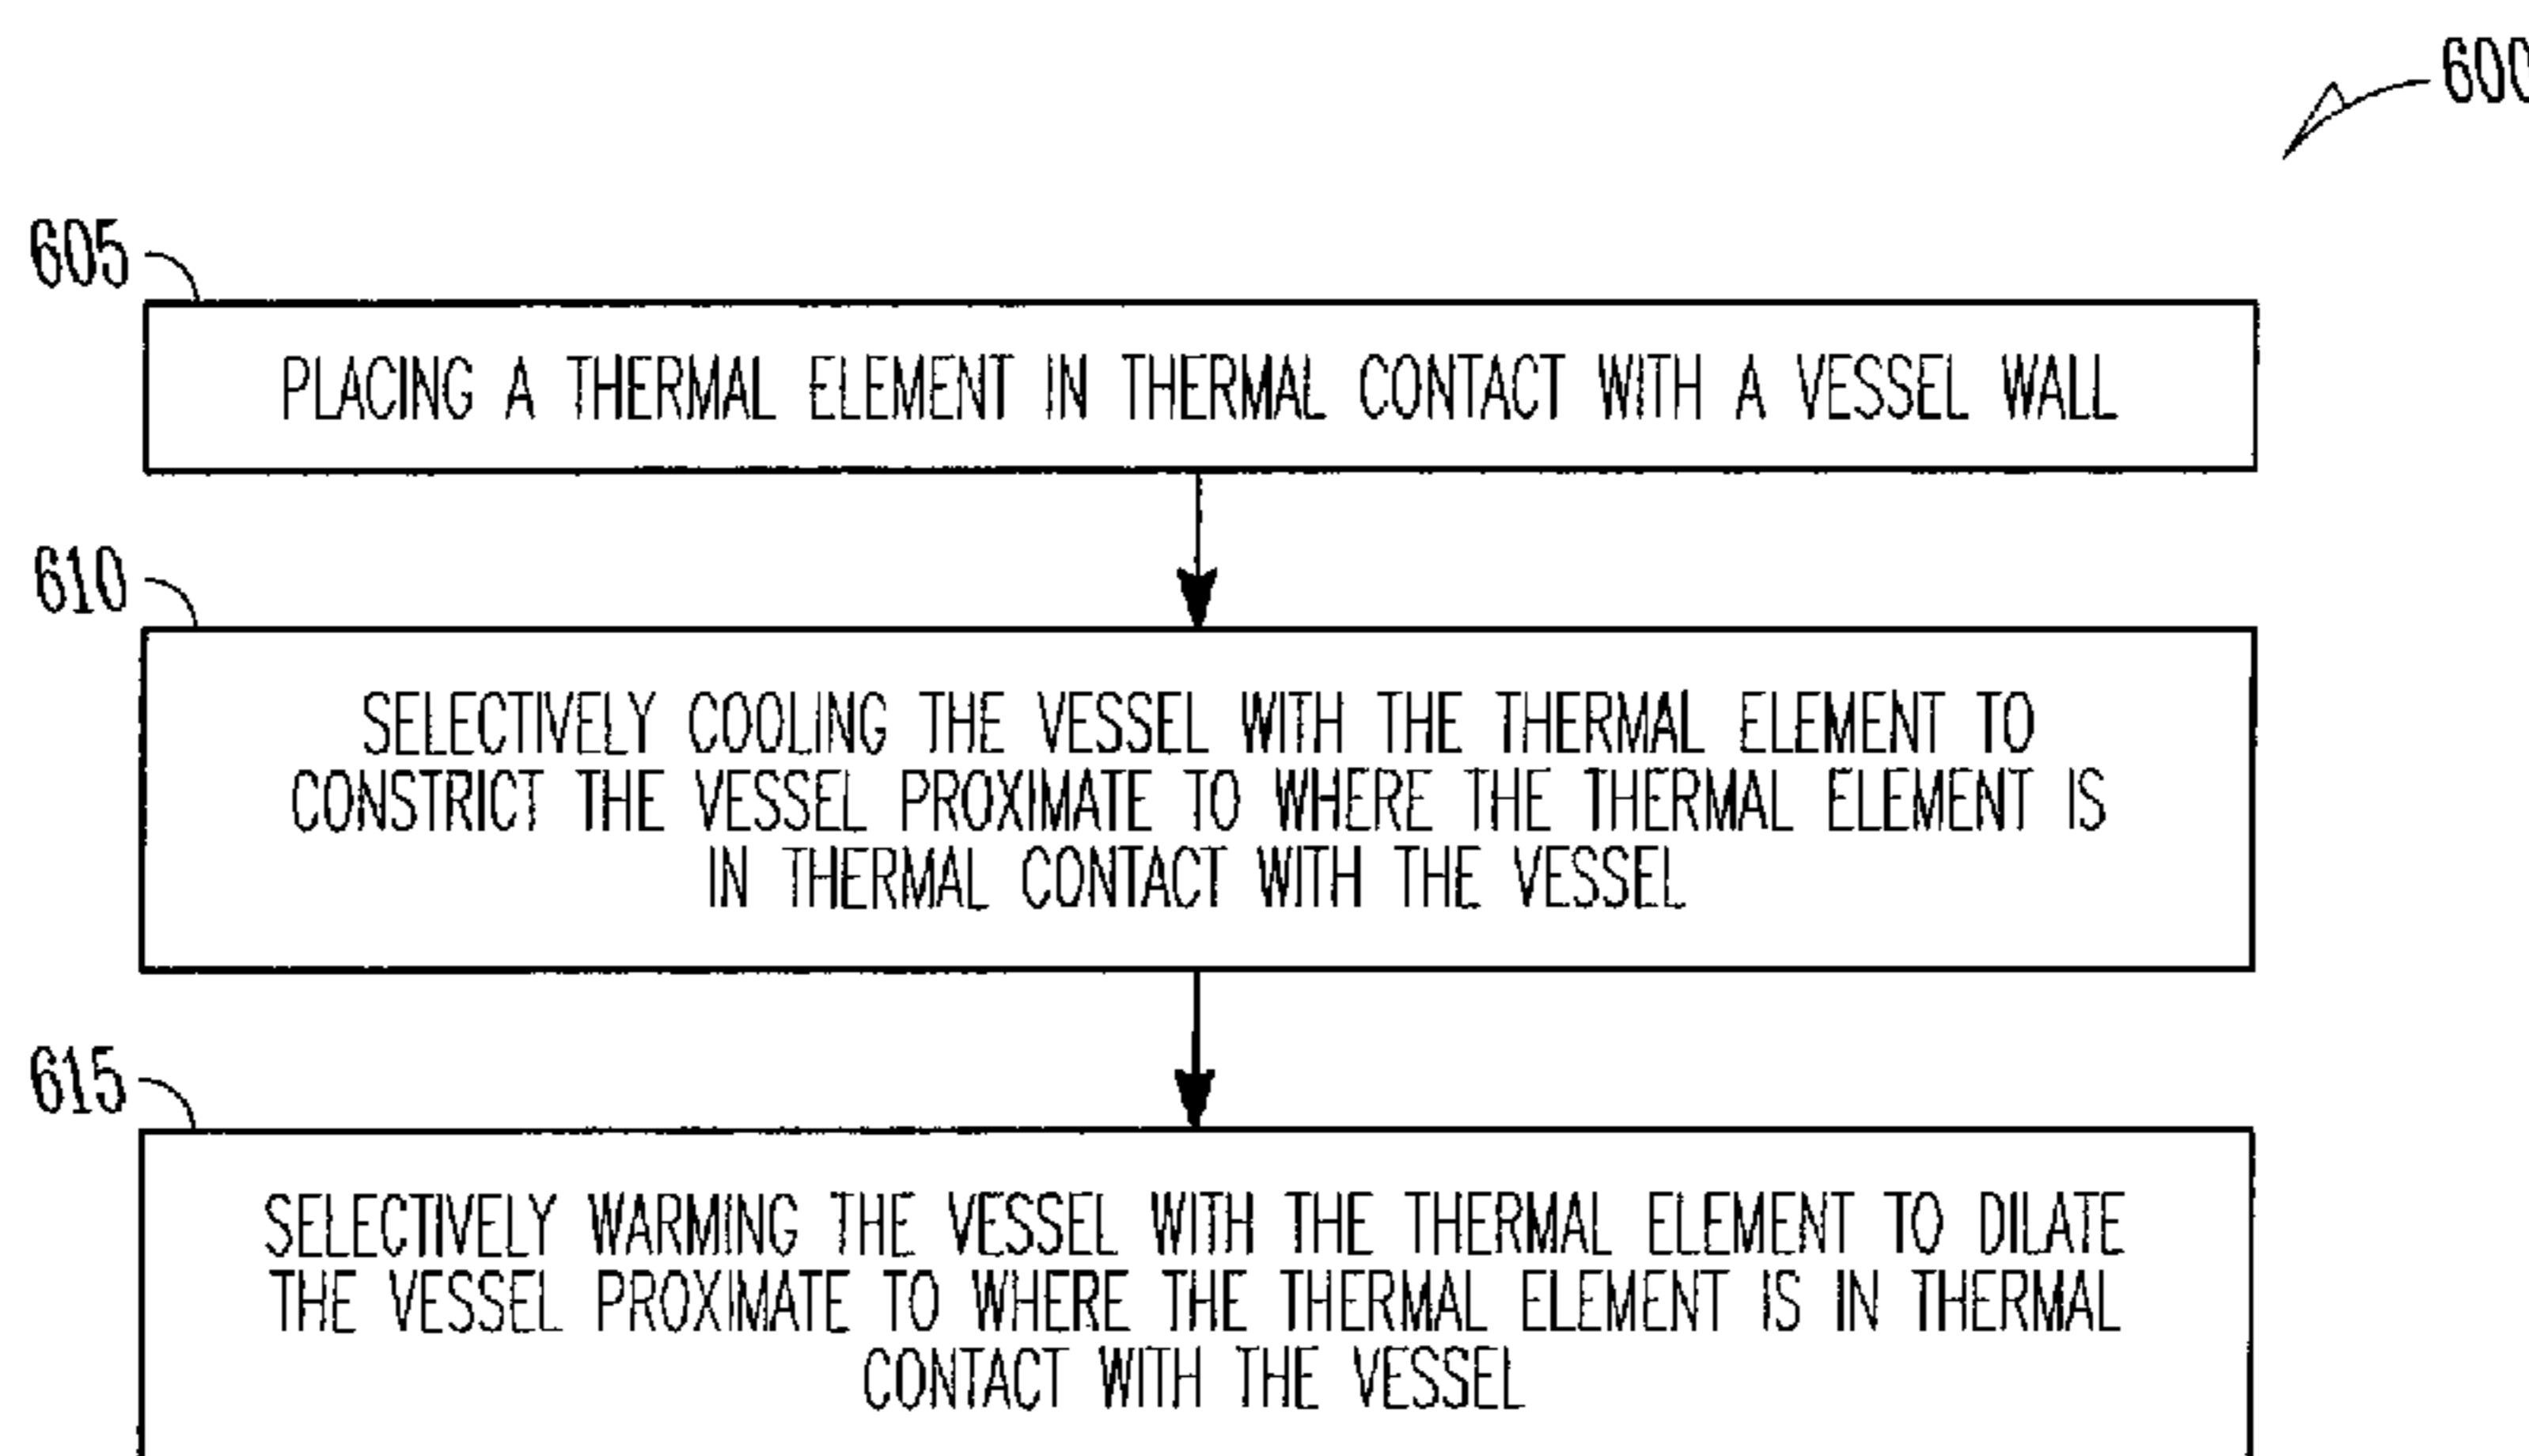 600
605
PLACING A THERMAL ELEMENT IN THERMAL CONTACT WITH A VESSEL WALL
610
SELECTIVELY COOLING THE VESSEL WITH THE THERMAL ELEMENT TO
CONSTRICT THE VESSEL PROXIMATE TO WHERE THE THERMAL ELEMENT IS
IN THERMAL CONTACT WITH THE VESSEL
615
SELECTIVELY WARMING THE VESSEL WITH THE THERMAL ELEMENT TO DILATE
THE VESSEL PROXIMATE TO WHERE THE THERMAL ELEMENT IS IN THERMAL
CONTACT WITH THE VESSEL